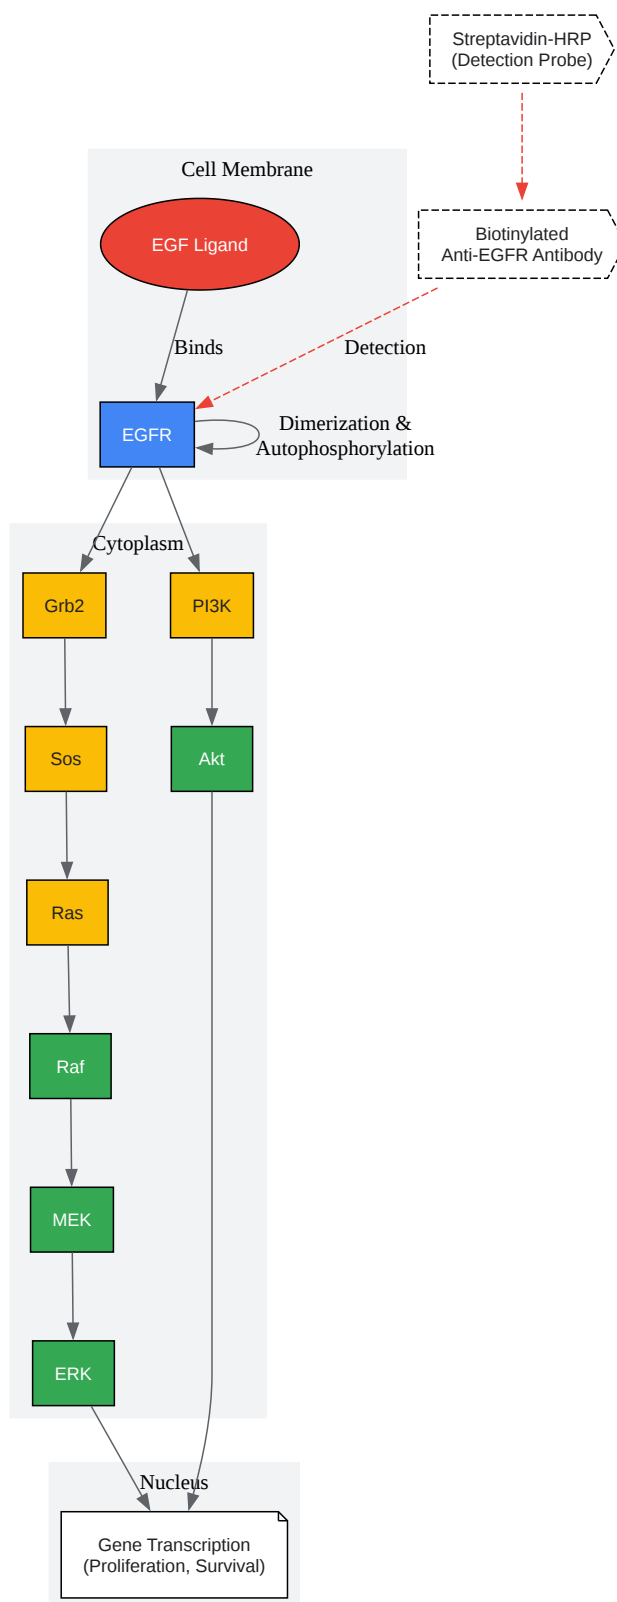 Streptavidin-HRP
(Detection Probe)
Cell Membrane
EGF Ligand
Biotinylated
Anti-EGFR Antibody
Binds
Detection
EGFR
Dimerization &
Autophosphorylation
Cytoplasm
Grb2
PI3K
Sos
Akt
Ras
Raf
MEK
ERK
Nucleus
Gene Transcription
(Proliferation, Survival)